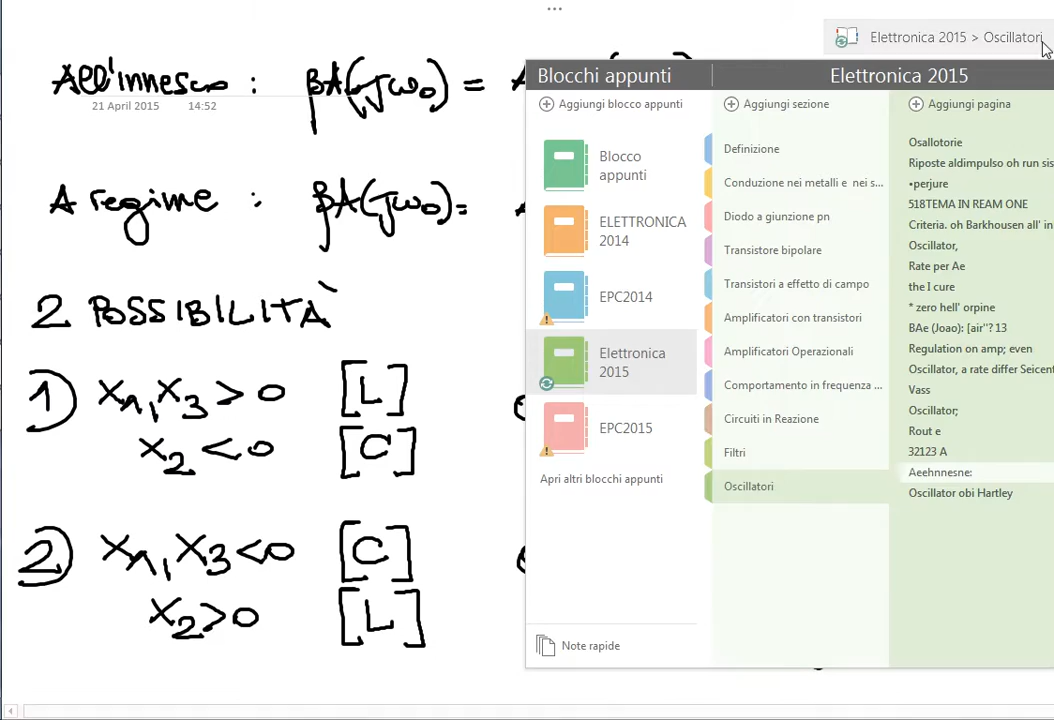 Elettronica 2015 > Oscillatori
All'innesco : βA(jω₀) =
21 April 2015 14:52
A regime : βA(jω₀) =
2 POSSIBILITÀ
1) X₁, X₃ > 0 [L]
X₂ < 0 [C]
2) X₁, X₃ < 0 [C]
X₂ > 0 [L]
Blocchi appunti
Aggiungi blocco appunti
Blocco appunti
ELETTRONICA 2014
EPC2014
Elettronica 2015
EPC2015
Apri altri blocchi appunti
Note rapide
Elettronica 2015
Aggiungi sezione
Definizione
Conduzione nei metalli e nei s...
Diodo a giunzione pn
Transistore bipolare
Transistori a effetto di campo
Amplificatori con transistori
Amplificatori Operazionali
Comportamento in frequenza ...
Circuiti in Reazione
Filtri
Oscillatori
Aggiungi pagina
Osallotorie
Riposte aldimpulso oh run sis
•perjure
518TEMA IN REAM ONE
Criteria. oh Barkhousen all' in
Oscillator,
Rate per Ae
the I cure
* zero hell' orpine
BAe (Joao): [air''? 13
Regulation on amp; even
Oscillator, a rate differ Seicent
Vass
Oscillator;
Rout e
32123 A
Aeehnnesne:
Oscillator obi Hartley